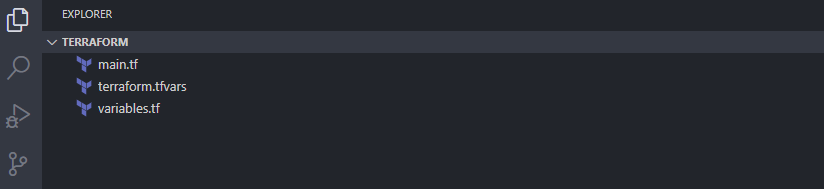 EXPLORER
TERRAFORM
main.tf
terraform.tfvars
variables.tf